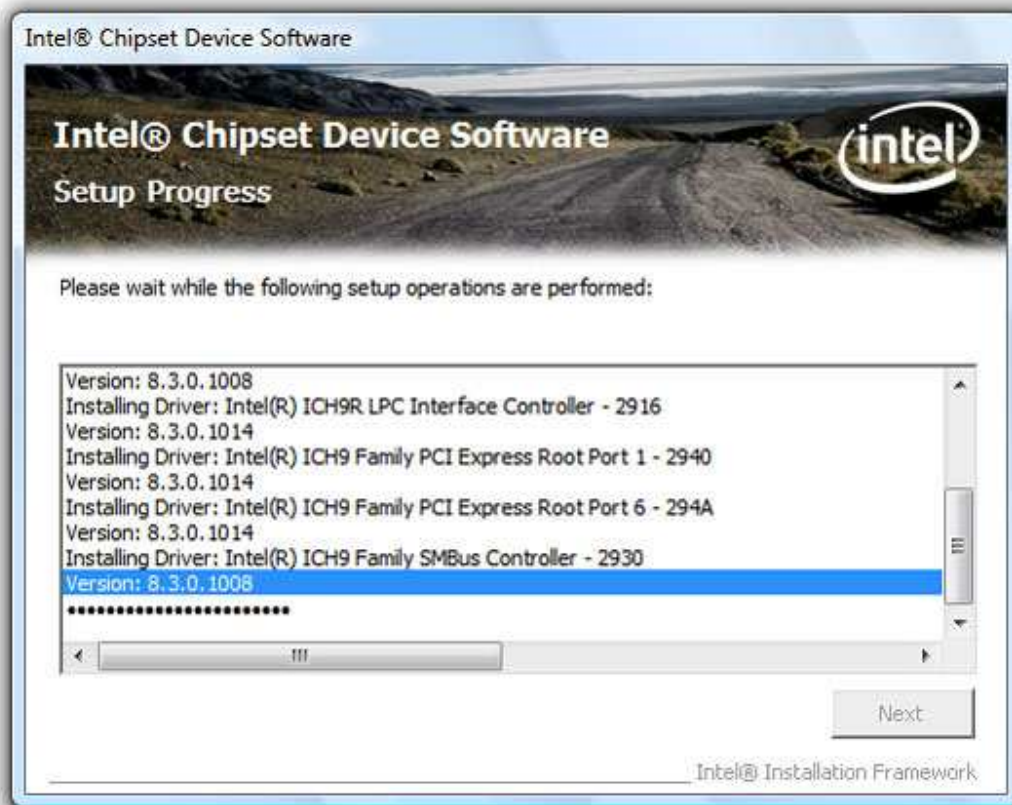 Intel® Chipset Device Software
Intel® Chipset Device Software
intel
Setup Progress
Please wait while the following setup operations are performed:
Version: 8.3.0.1008
Installing Driver: Intel(R) ICH9R LPC Interface Controller - 2916
Version: 8.3.0.1014
Installing Driver: Intel(R) ICH9 Family PCI Express Root Port 1 - 2940
Version: 8.3.0.1014
Installing Driver: Intel(R) ICH9 Family PCI Express Root Port 6 - 294A
Version: 8.3.0.1014
Installing Driver: Intel(R) ICH9 Family SMBus Controller - 2930
Version: 8.3.0.1008
Next
Intel® Installation Framework